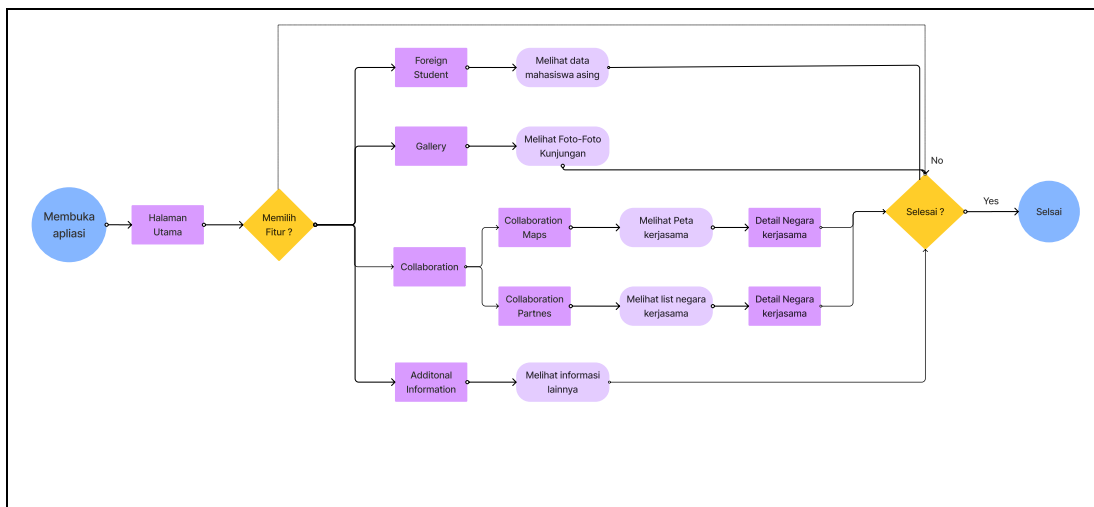 Membuka
apliasi
Halaman
Utama
Memilih
Fitur ?
Foreign
Student
Melihat data
mahasiswa asing
Gallery
Melihat Foto-Foto
Kunjungan
Collaboration
Collaboration
Maps
Melihat Peta
kerjasama
Detail Negara
kerjasama
Collaboration
Partnes
Melihat list negara
kerjasama
Detail Negara
kerjasama
Additonal
Information
Melihat informasi
lainnya
No
Selesai ?
Yes
Selsai